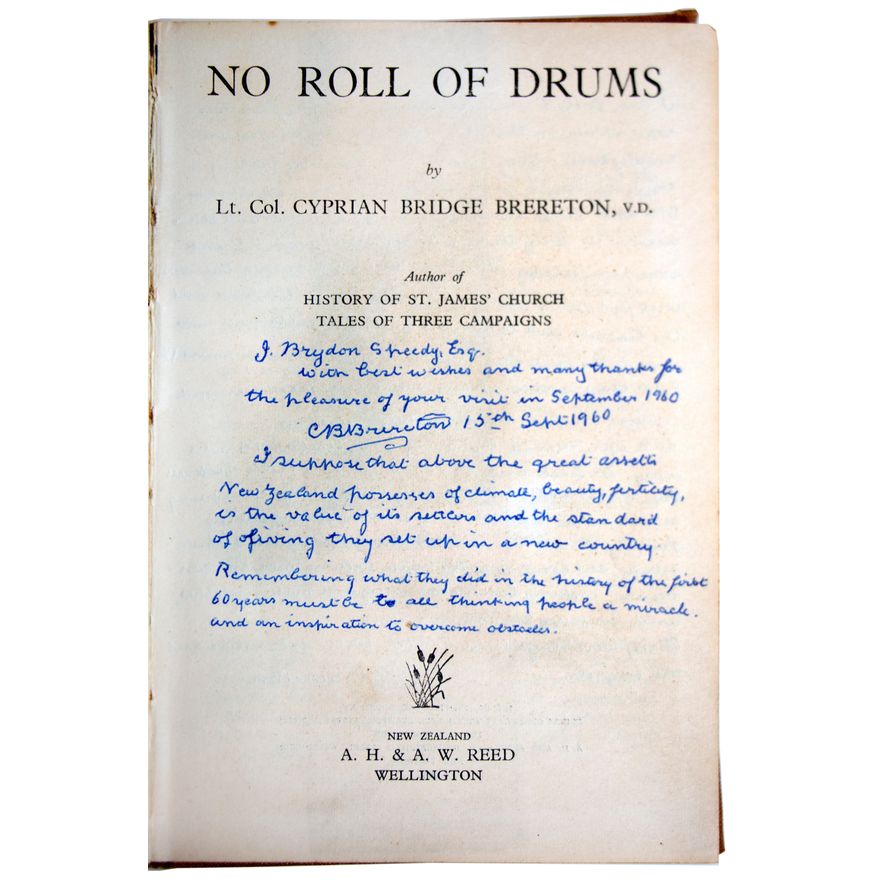 NO ROLL OF DRUMS
by
Lt. Col. CYPRIAN BRIDGE BRERETON, V.D.
Author of
HISTORY OF ST. JAMES' CHURCH
TALES OF THREE CAMPAIGNS
J. Brydon Speedy, Esq.
with best wishes and many thanks for
the pleasure of your visit in September 1960
CBBrereton 15th Sept 1960
I suppose that above the great assets
New Zealand possesses of climate, beauty, fertility,
is the value of its settlers and the standard
of living they set up in a new country.
Remembering what they did in the history of the first
60 years must be to all thinking people a miracle.
and an inspiration to overcome obstacles.
NEW ZEALAND
A. H. & A. W. REED
WELLINGTON